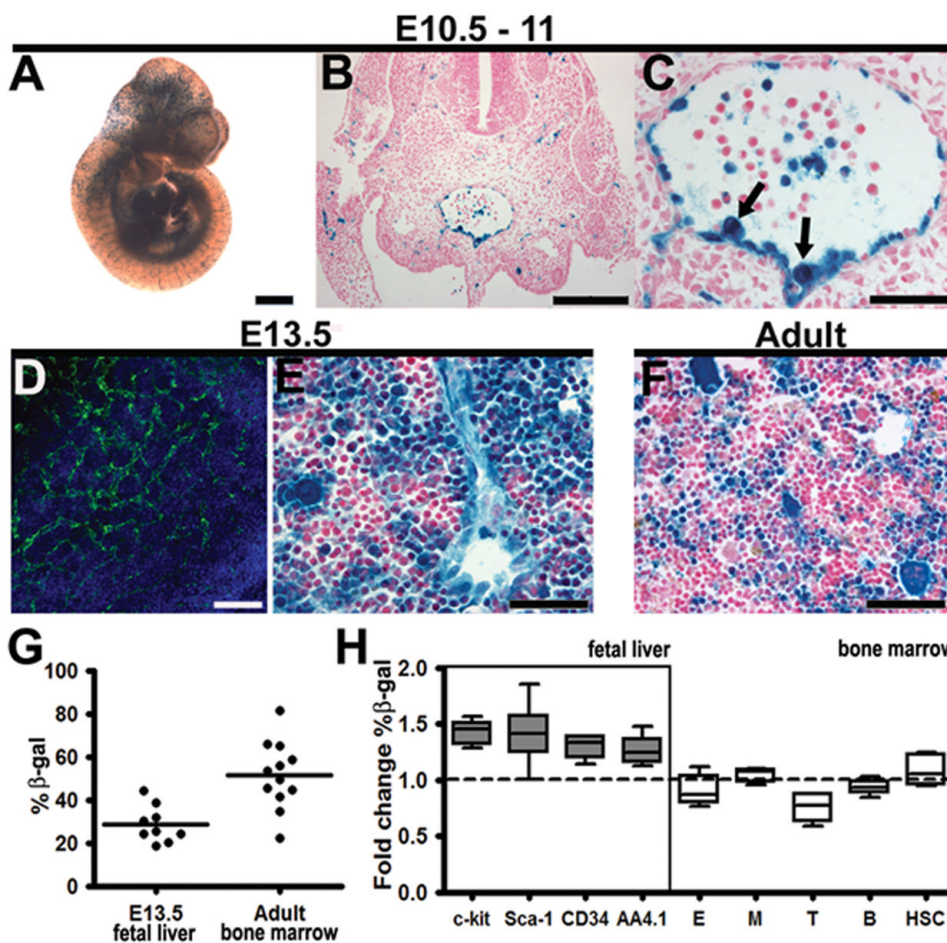 E10.5 - 11
A
B
C
E13.5
Adult
D
E
F
G
H
fetal liver
bone marrow
100
80
60
40
20
0
%β-gal
E13.5
fetal liver
Adult
bone marrow
2.0
1.5
1.0
0.5
0.0
Fold change %β-gal
c-kit
Sca-1
CD34
AA4.1
E
M
T
B
HSC